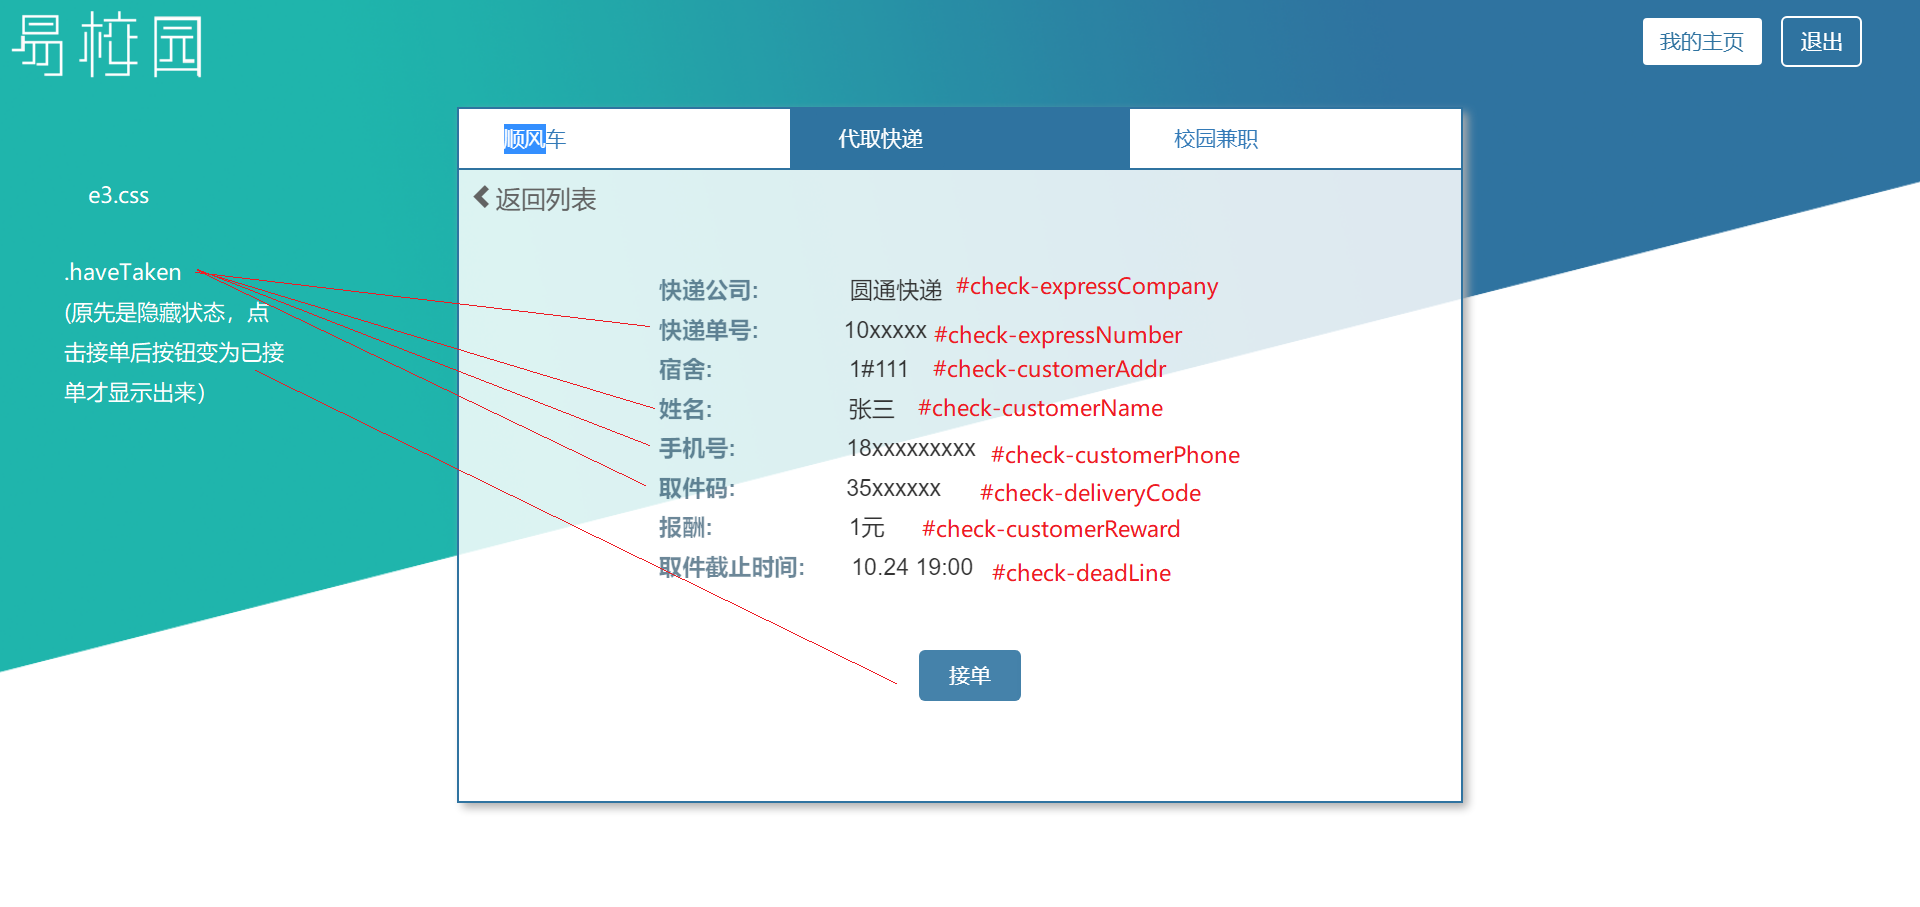 易校园
我的主页
退出
顺风车
代取快递
校园兼职
返回列表
e3.css
.haveTaken
(原先是隐藏状态，点
击接单后按钮变为已接
单才显示出来)
快递公司: 圆通快递 #check-expressCompany
快递单号: 10xxxxx #check-expressNumber
宿舍: 1#111 #check-customerAddr
姓名: 张三 #check-customerName
手机号: 18xxxxxxxxx #check-customerPhone
取件码: 35xxxxxx #check-deliveryCode
报酬: 1元 #check-customerReward
取件截止时间: 10.24 19:00 #check-deadLine
接单